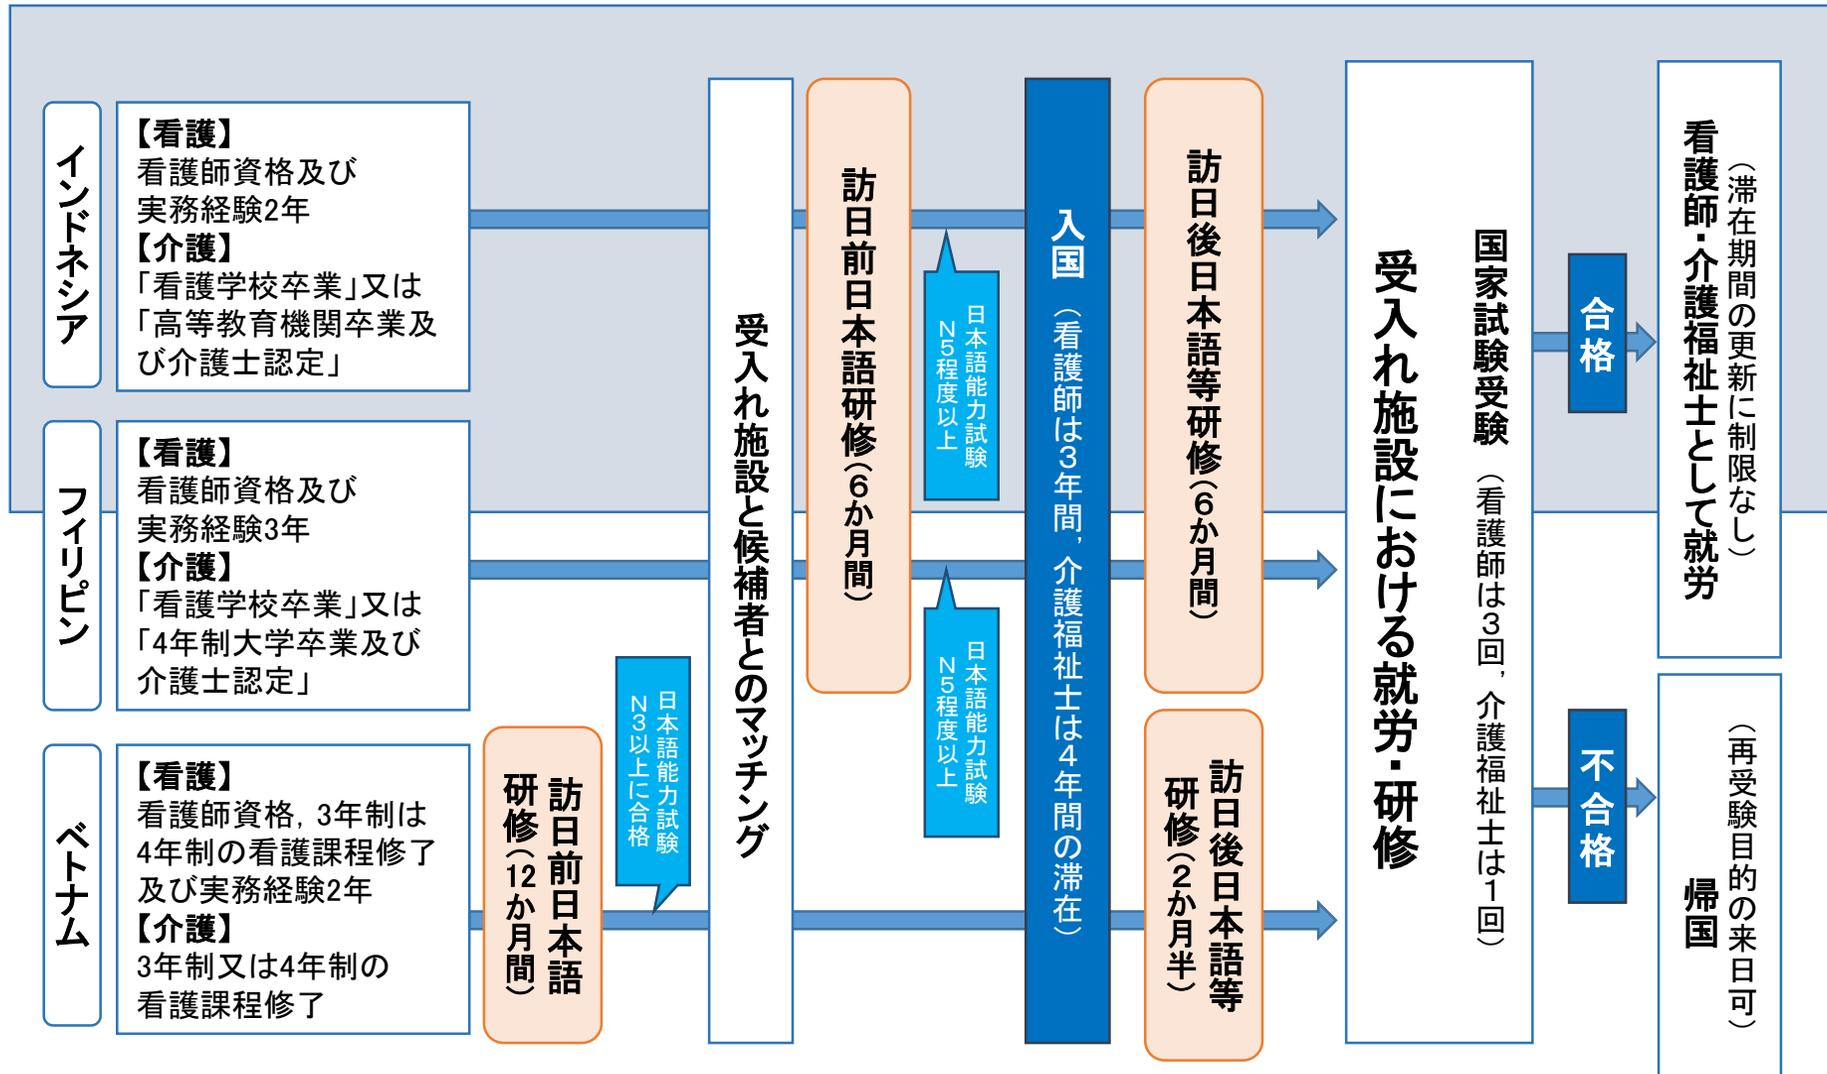 インドネシア
【看護】
看護師資格及び
実務経験2年
【介護】
「看護学校卒業」又は
「高等教育機関卒業及
び介護士認定」
フィリピン
【看護】
看護師資格及び
実務経験3年
【介護】
「看護学校卒業」又は
「4年制大学卒業及び
介護士認定」
ベトナム
【看護】
看護師資格，3年制は
4年制の看護課程修了
及び実務経験2年
【介護】
3年制又は4年制の
看護課程修了
訪日前日本語
研修（12か月間）
日本語能力試験
Ｎ３以上に合格
受入れ施設と候補者とのマッチング
訪日前日本語研修（６か月間）
日本語能力試験
Ｎ５程度以上
日本語能力試験
Ｎ５程度以上
入国（看護師は３年間，介護福祉士は４年間の滞在）
訪日後日本語等研修（６か月間）
訪日後日本語等
研修（２か月半）
国家試験受験（看護師は３回，介護福祉士は１回）
受入れ施設における就労・研修
合格
不合格
（滞在期間の更新に制限なし）
看護師・介護福祉士として就労
（再受験目的の来日可）
帰国